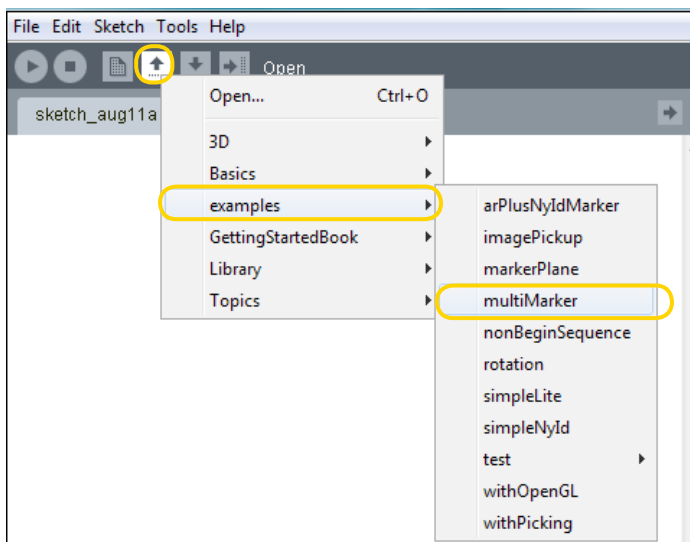 File Edit Sketch Tools Help
Open
sketch_aug11a
Open... Ctrl+O
3D
Basics
examples
GettingStartedBook
Library
Topics
arPlusNyIdMarker
imagePickup
markerPlane
multiMarker
nonBeginSequence
rotation
simpleLite
simpleNyId
test
withOpenGL
withPicking